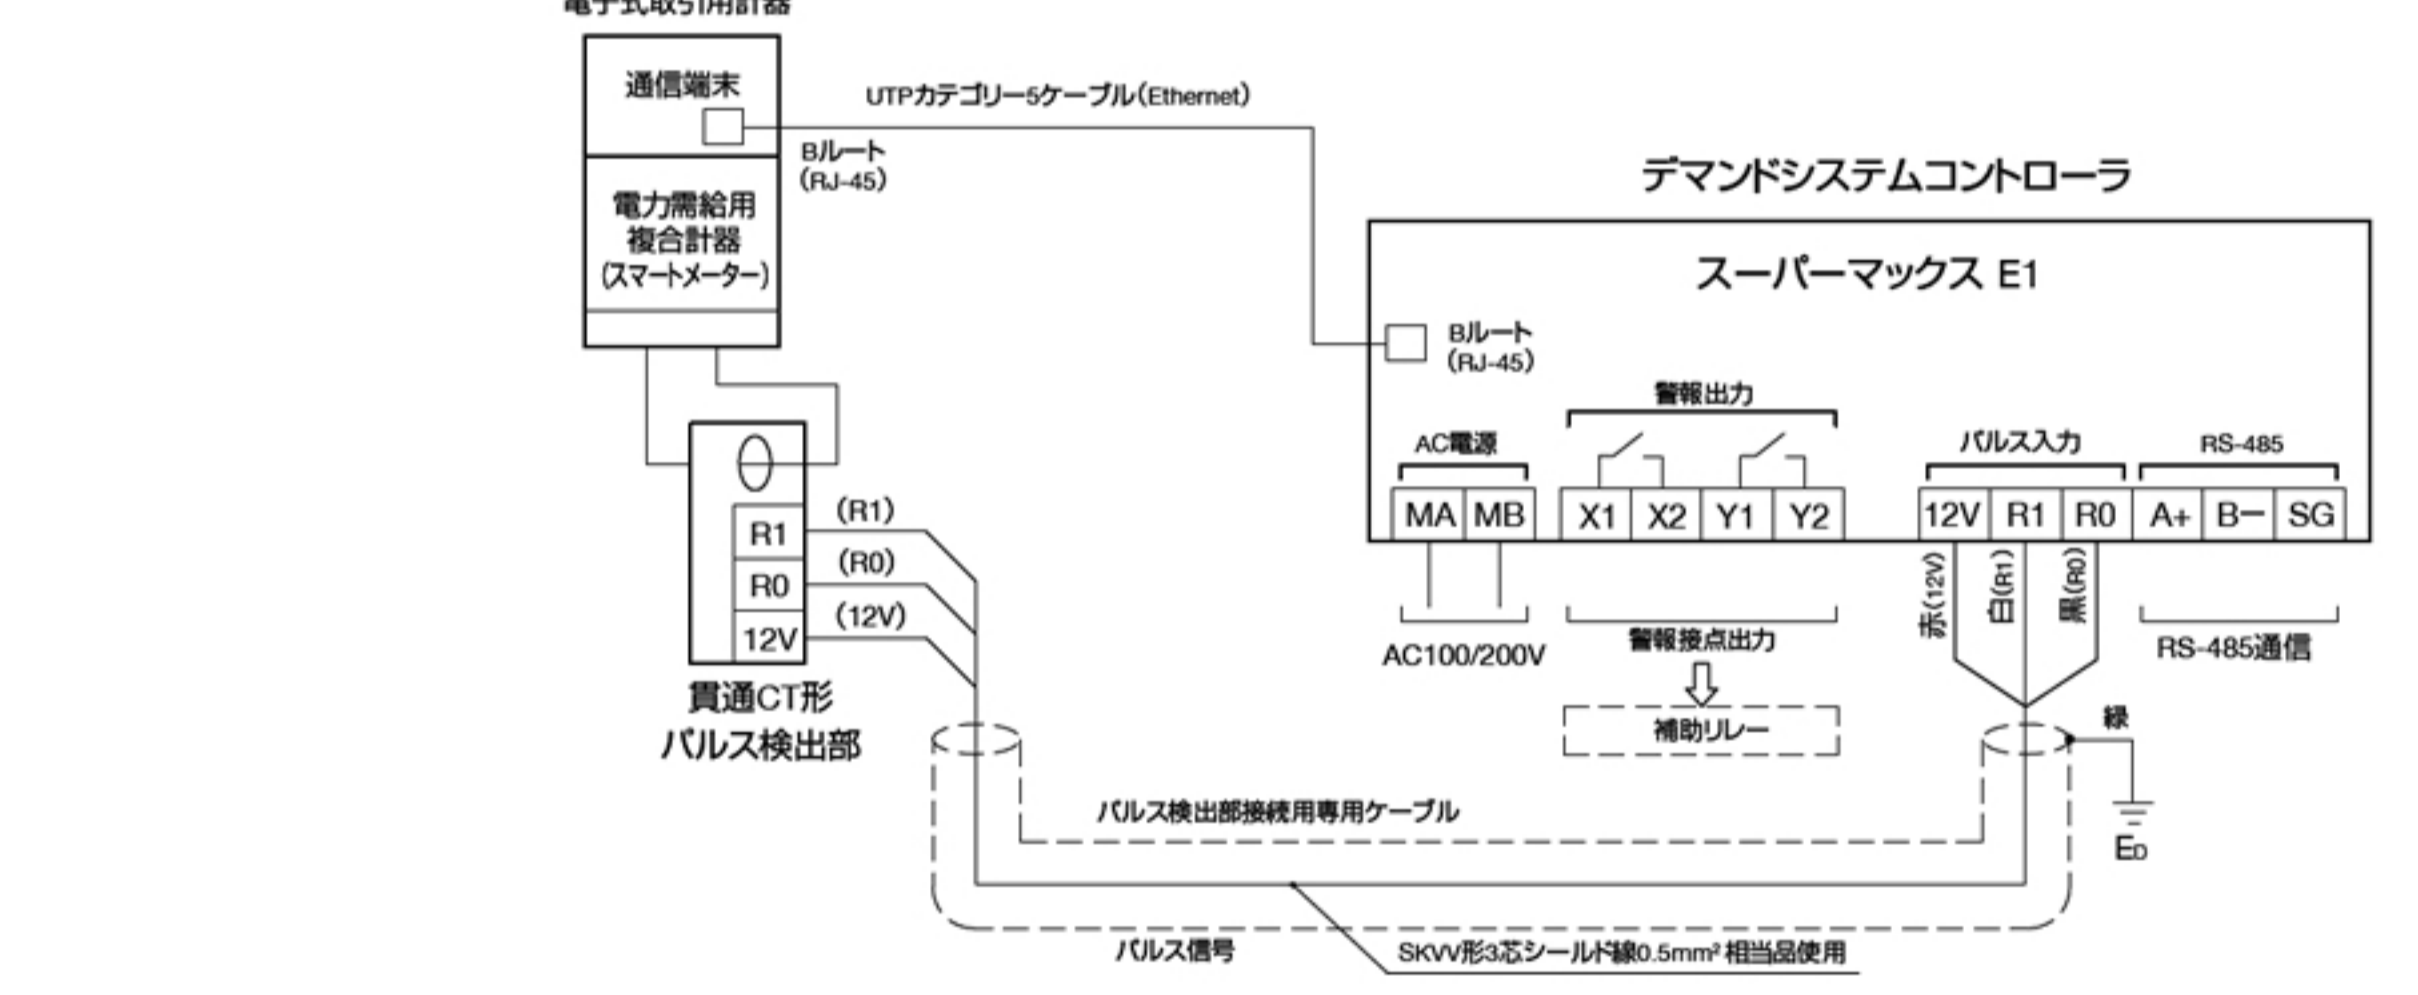 電子式取引用計器
通信端末
UTPカテゴリー5ケーブル(Ethernet)
Bルート
(RJ-45)
電力需給用
複合計器
(スマートメーター)
デマンドシステムコントローラ
スーパーマックス E1
Bルート
(RJ-45)
警報出力
AC電源
パルス入力
RS-485
MA MB X1 X2 Y1 Y2 12V R1 R0 A+ B− SG
R1 (R1)
R0 (R0)
12V (12V)
貫通CT形
パルス検出部
赤(12V)
白(R1)
黒(R0)
AC100/200V
警報接点出力
RS-485通信
補助リレー
緑
ED
パルス検出部接続用専用ケーブル
パルス信号
SKVV形3芯シールド線0.5mm² 相当品使用